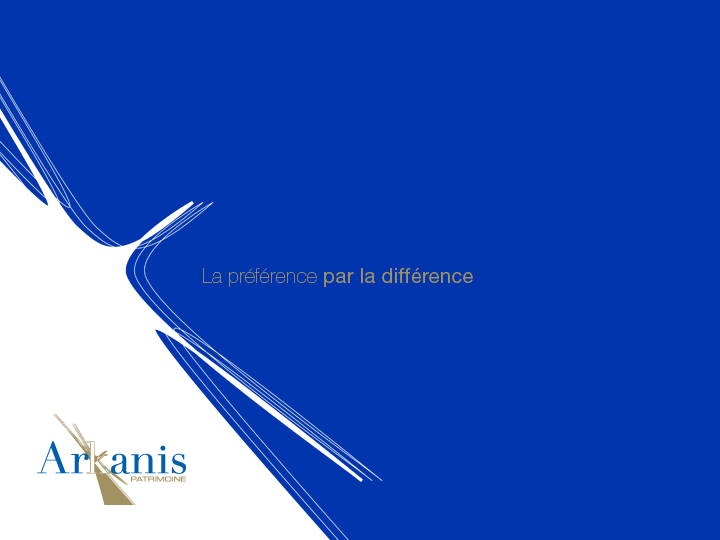 La préférence par la différence
Arkanis
PATRIMOINE